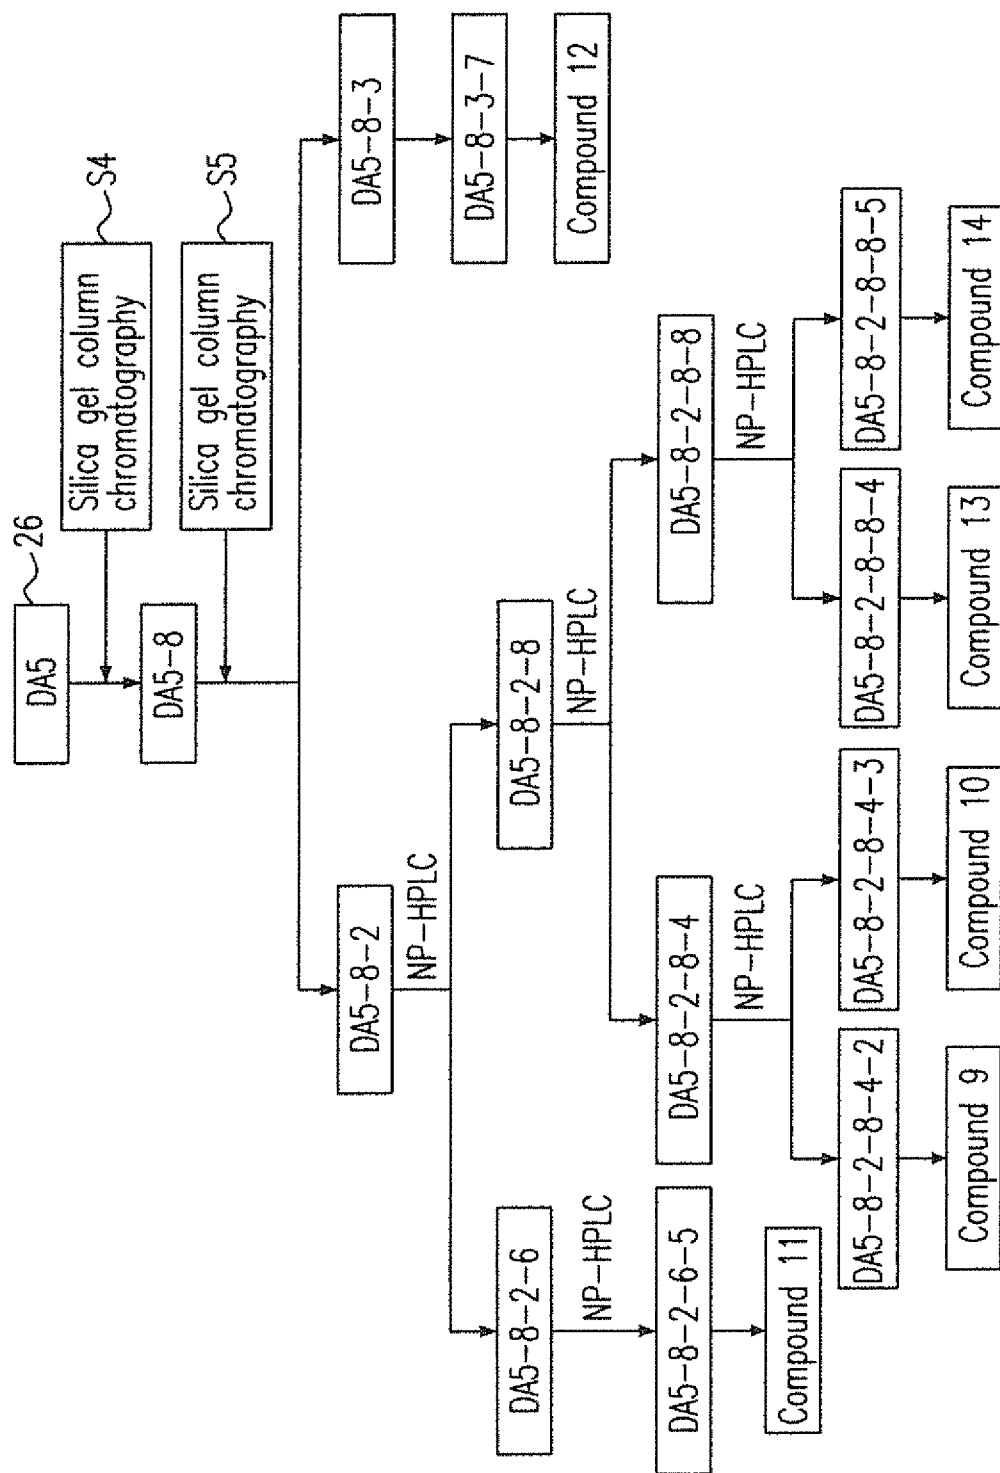 DA5
26
Silica gel column
chromatography
S4
DA5-8
Silica gel column
chromatography
S5
DA5-8-2
DA5-8-3
NP-HPLC
DA5-8-3-7
DA5-8-2-6
DA5-8-2-8
Compound 12
NP-HPLC
NP-HPLC
DA5-8-2-6-5
DA5-8-2-8-4
DA5-8-2-8-8
NP-HPLC
NP-HPLC
Compound 11
DA5-8-2-8-4-2
DA5-8-2-8-4-3
DA5-8-2-8-8-4
DA5-8-2-8-8-5
Compound 9
Compound 10
Compound 13
Compound 14